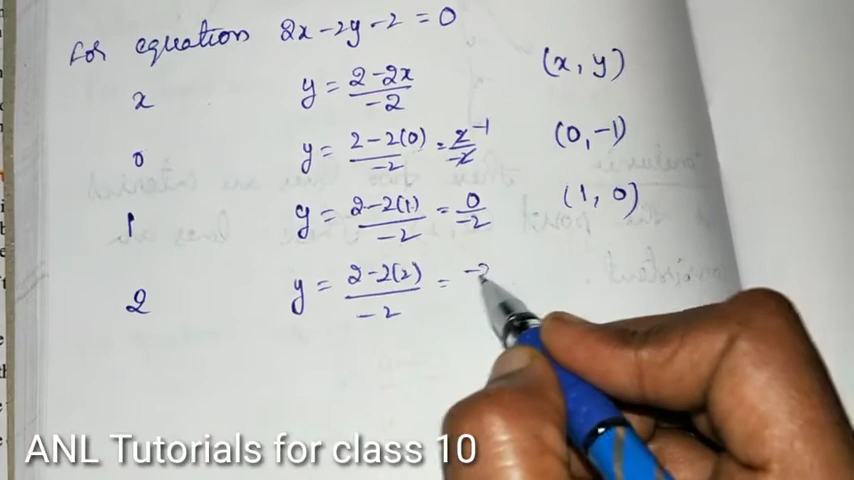 For equation 2x-2y-2=0
x y = 2-2x/-2 (x, y)
0 y = 2-2(0)/-2 = 2/-2 -1 (0,-1)
1 y = 2-2(1)/-2 = 0/-2 (1, 0)
2 y = 2-2(2)/-2 = -2
ANL Tutorials for class 10